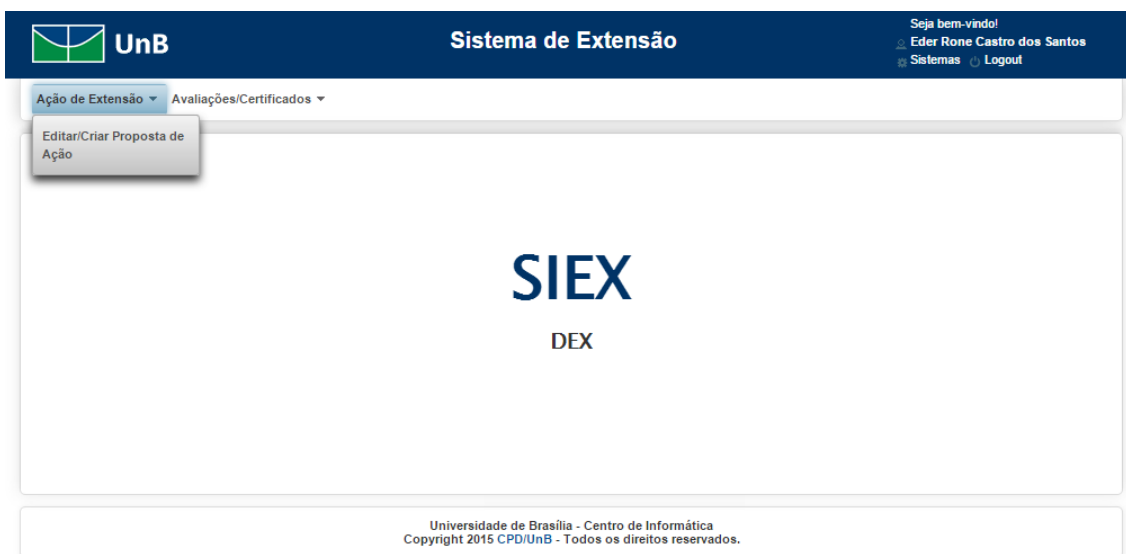 UnB
Sistema de Extensão
Seja bem-vindo!
Eder Rone Castro dos Santos
Sistemas Logout
Ação de Extensão Avaliações/Certificados
Editar/Criar Proposta de
Ação
SIEX
DEX
Universidade de Brasília - Centro de Informática
Copyright 2015 CPD/UnB - Todos os direitos reservados.